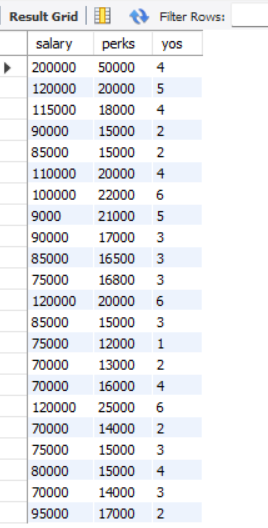 Result Grid Filter Rows:
salary perks yos
200000 50000 4
120000 20000 5
115000 18000 4
90000 15000 2
85000 15000 2
110000 20000 4
100000 22000 6
9000 21000 5
90000 17000 3
85000 16500 3
75000 16800 3
120000 20000 6
85000 15000 3
75000 12000 1
70000 13000 2
70000 16000 4
120000 25000 6
70000 14000 2
75000 15000 3
80000 15000 4
70000 14000 3
95000 17000 2